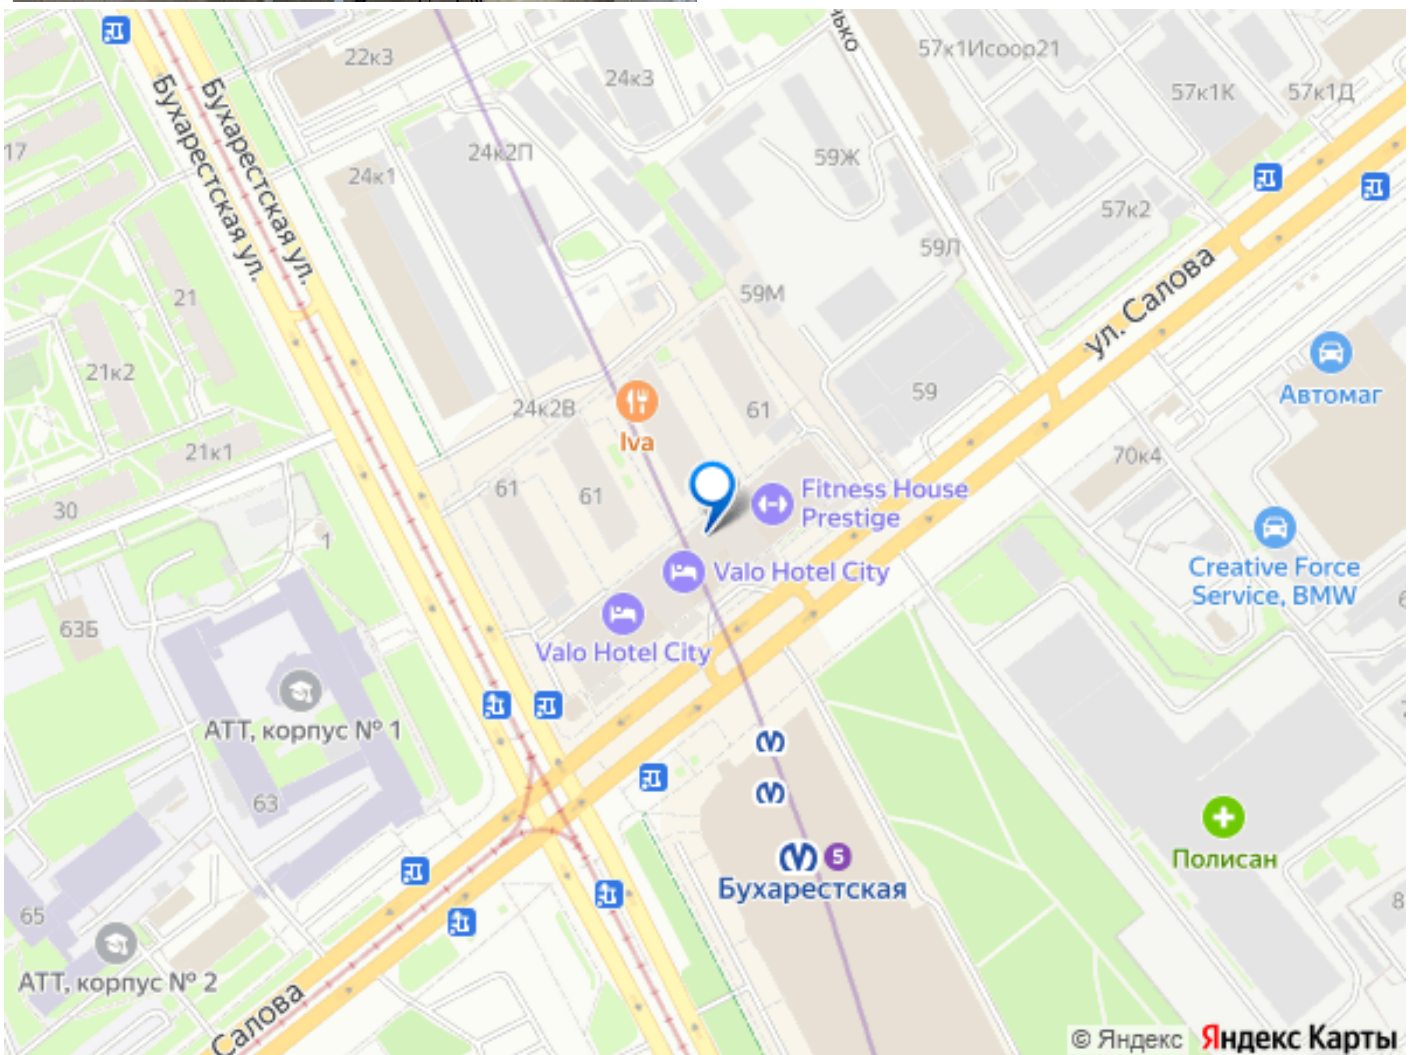 22к3
24к3
57к1Исоор21
57к1К
57к1Д
Бухарестская ул.
Бухарестская ул.
17
24к2П
24к1
59Ж
57к2
59Л
ул. Салова
21
59М
21к2
24к2В
Iva
61
59
Автомаг
21к1
61
61
70к4
30
Fitness House
Prestige
1
Valo Hotel City
Creative Force
Service, BMW
63Б
Valo Hotel City
АТТ, корпус № 1
63
5
Бухарестская
Полисан
65
8
АТТ, корпус № 2
Салова
© Яндекс Яндекс Карты